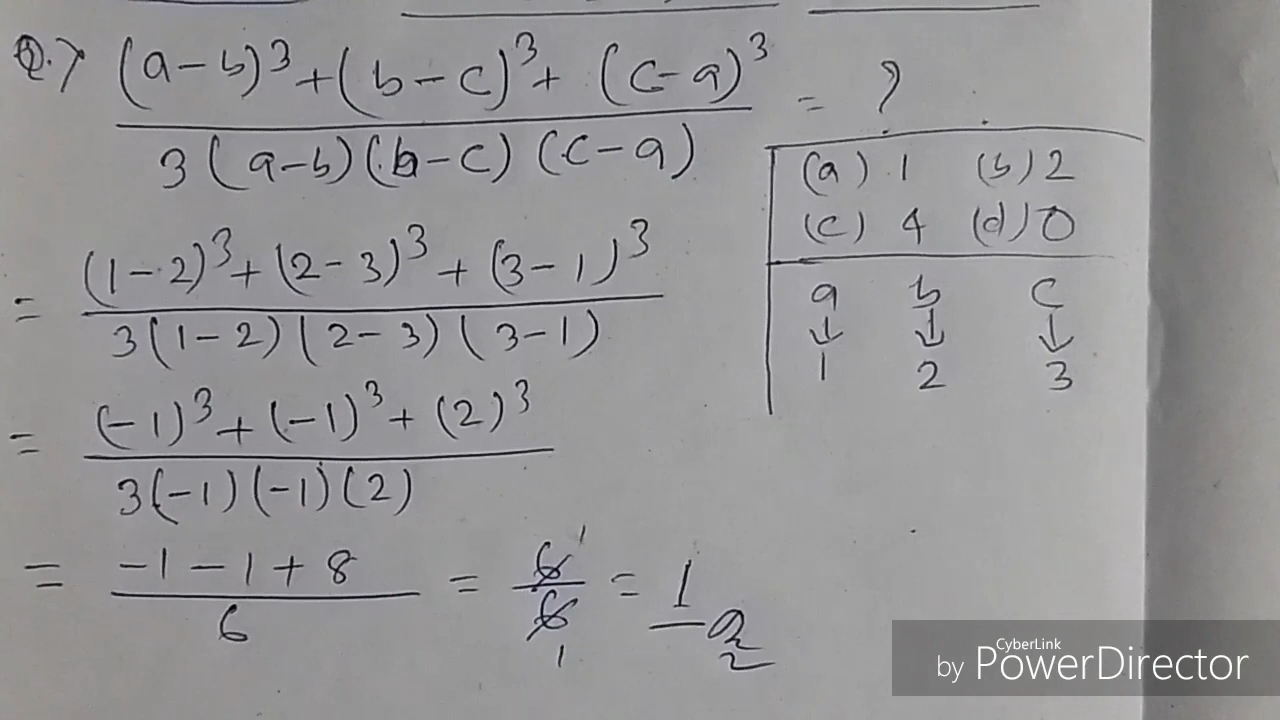 Q.> (a-b)³+(b-c)³+(c-a)³
3(a-b)(b-c)(c-a)
= ?
(a) 1 (b) 2
(c) 4 (d) 0
a b c
↓ ↓ ↓
1 2 3
= (1-2)³+(2-3)³+(3-1)³
3(1-2)(2-3)(3-1)
= (-1)³+(-1)³+(2)³
3(-1)(-1)(2)
= -1-1+8
6
= 6 1
6 1
= 1
CyberLink
by PowerDirector